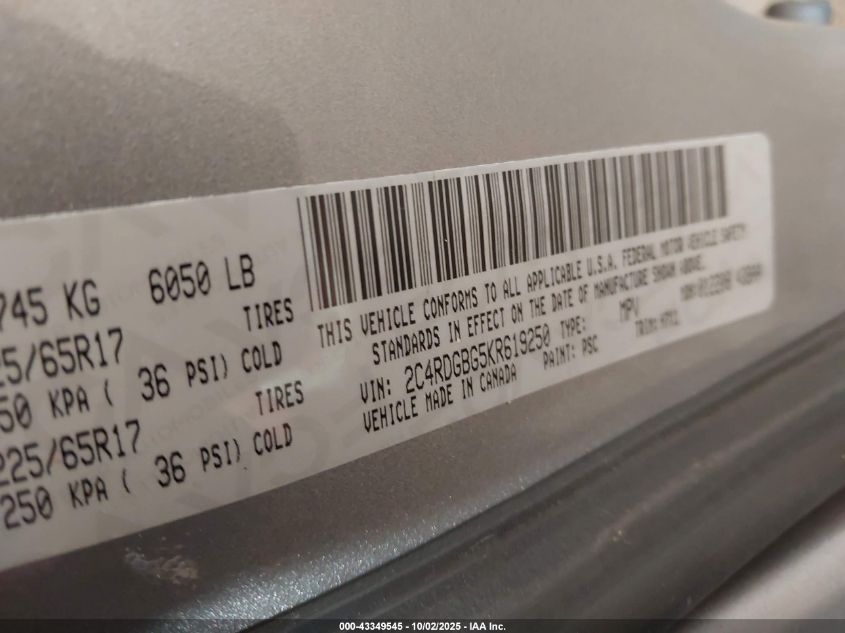 745 KG 6050 LB
TIRES
25/65R17
50 KPA ( 36 PSI) COLD
TIRES
225/65R17
250 KPA ( 36 PSI) COLD
THIS VEHICLE CONFORMS TO ALL APPLICABLE U.S.A. FEDERAL MOTOR VEHICLE SAFETY
STANDARDS IN EFFECT ON THE DATE OF MANUFACTURE SHOWN ABOVE.
VIN: 2C4RDGBG5KR619250 TYPE: MPV
VEHICLE MADE IN CANADA PAINT: PSC TRIM:
000-43349545 - 10/02/2025 - IAA Inc.